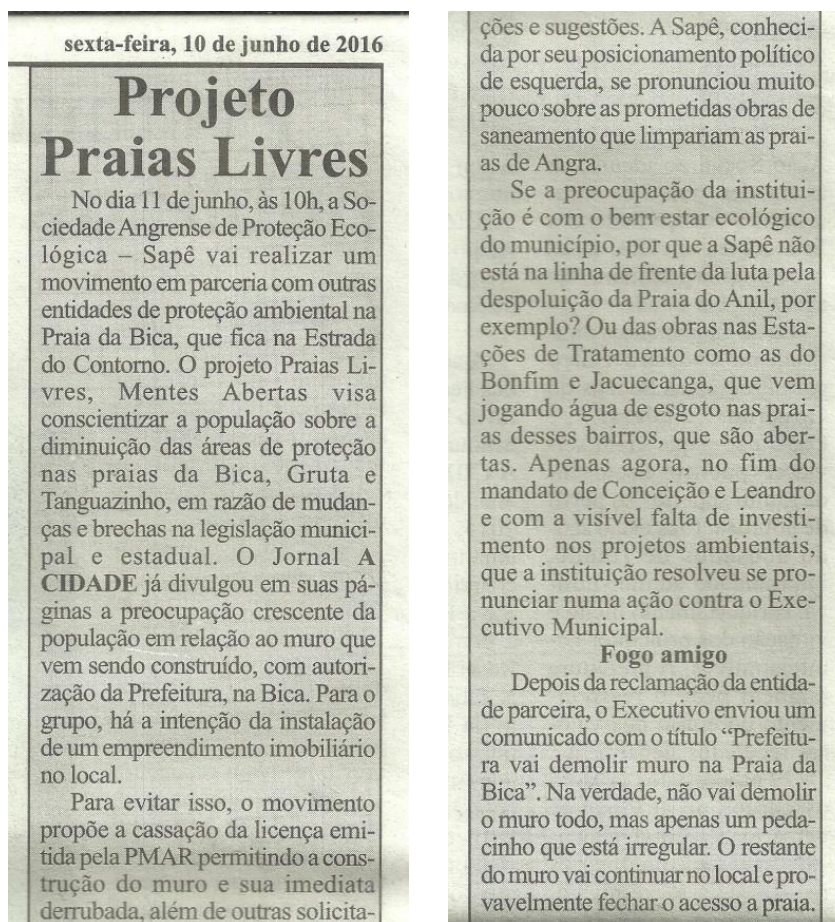 sexta-feira, 10 de junho de 2016
Projeto
Praias Livres
No dia 11 de junho, às 10h, a So-
ciedade Angrense de Proteção Eco-
lógica – Sapê vai realizar um
movimento em parceria com outras
entidades de proteção ambiental na
Praia da Bica, que fica na Estrada
do Contorno. O projeto Praias Li-
vres, Mentes Abertas visa
conscientizar a população sobre a
diminuição das áreas de proteção
nas praias da Bica, Gruta e
Tanguazinho, em razão de mudan-
ças e brechas na legislação munici-
pal e estadual. O Jornal A
CIDADE já divulgou em suas pá-
ginas a preocupação crescente da
população em relação ao muro que
vem sendo construído, com autori-
zação da Prefeitura, na Bica. Para o
grupo, há a intenção da instalação
de um empreendimento imobiliário
no local.
Para evitar isso, o movimento
propõe a cassação da licença emi-
tida pela PMAR permitindo a cons-
trução do muro e sua imediata
derrubada, além de outras solicita-
ções e sugestões. A Sapê, conheci-
da por seu posicionamento político
de esquerda, se pronunciou muito
pouco sobre as prometidas obras de
saneamento que limpariam as prai-
as de Angra.
Se a preocupação da institui-
ção é com o bem estar ecológico
do município, por que a Sapê não
está na linha de frente da luta pela
despoluição da Praia do Anil, por
exemplo? Ou das obras nas Esta-
ções de Tratamento como as do
Bonfim e Jacuecanga, que vem
jogando água de esgoto nas prai-
as desses bairros, que são aber-
tas. Apenas agora, no fim do
mandato de Conceição e Leandro
e com a visível falta de investi-
mento nos projetos ambientais,
que a instituição resolveu se pro-
nunciar numa ação contra o Exe-
cutivo Municipal.
Fogo amigo
Depois da reclamação da entida-
de parceira, o Executivo enviou um
comunicado com o título “Prefeitu-
ra vai demolir muro na Praia da
Bica”. Na verdade, não vai demolir
o muro todo, mas apenas um peda-
cinho que está irregular. O restante
do muro vai continuar no local e pro-
vavelmente fechar o acesso a praia.